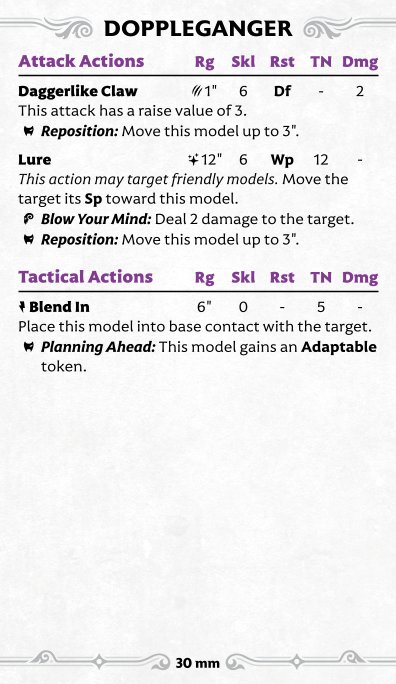 DOPPLEGANGER
Attack Actions Rg Skl Rst TN Dmg
Daggerlike Claw 1" 6 Df - 2
This attack has a raise value of 3.
Reposition: Move this model up to 3".
Lure 12" 6 Wp 12 -
This action may target friendly models. Move the
target its Sp toward this model.
Blow Your Mind: Deal 2 damage to the target.
Reposition: Move this model up to 3".
Tactical Actions Rg Skl Rst TN Dmg
Blend In 6" 0 - 5 -
Place this model into base contact with the target.
Planning Ahead: This model gains an Adaptable
token.
30 mm